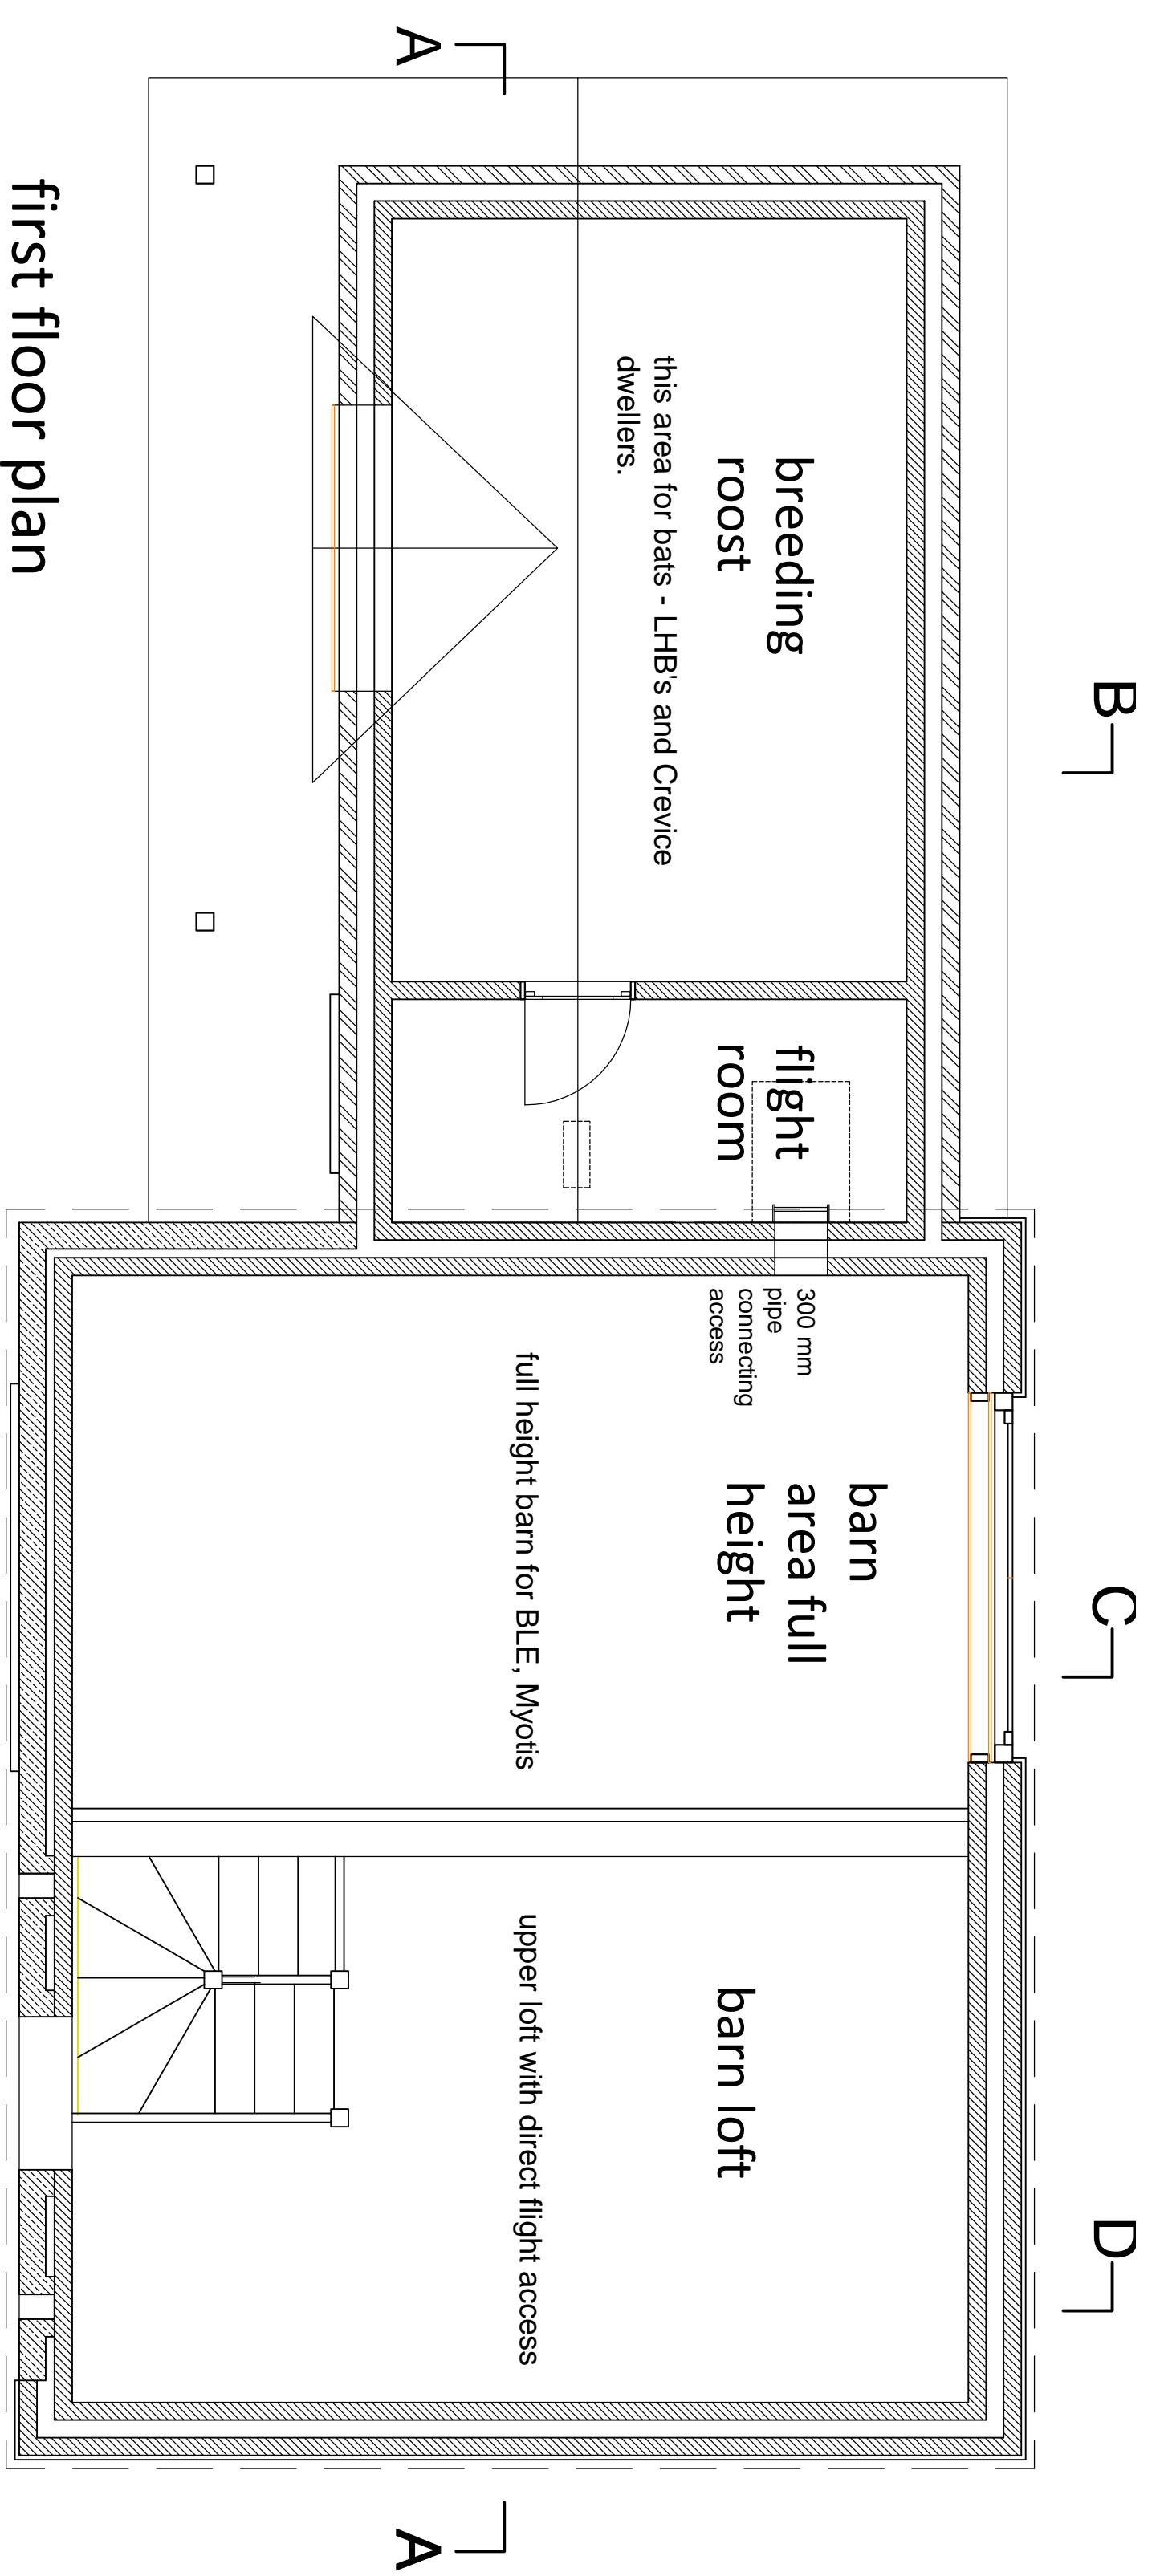 B
C
D
breeding
roost
this area for bats - LHB's and Crevice
dwellers.
flight
room
300 mm
pipe
connecting
access
barn
area full
height
full height barn for BLE, Myotis
barn loft
upper loft with direct flight access
A
A
first floor plan